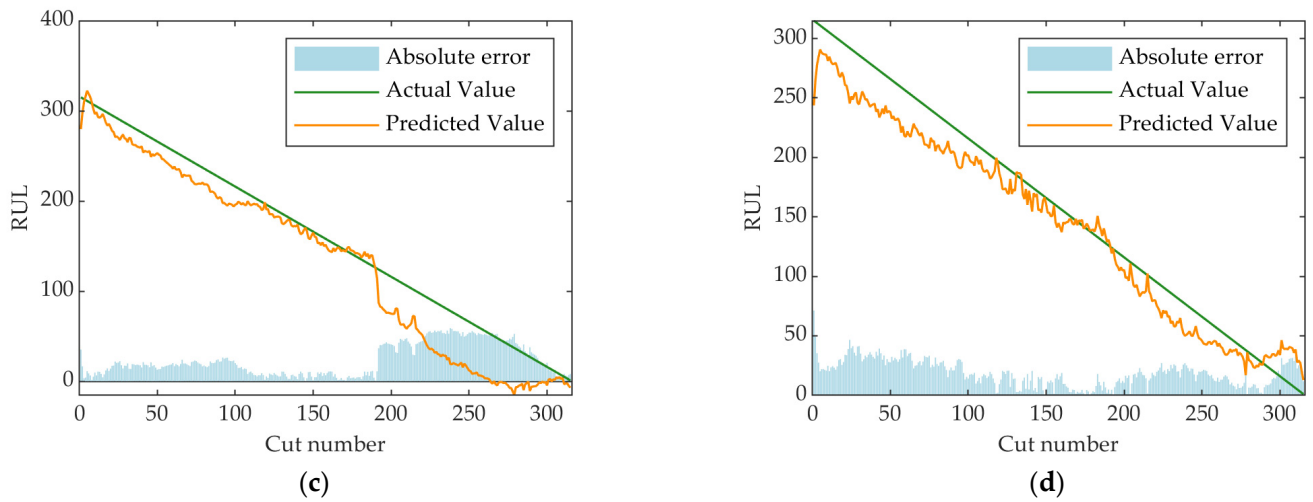 400
300
200
100
0
RUL
0 50 100 150 200 250 300
Cut number
Absolute error
Actual Value
Predicted Value
(c)
300
250
200
150
100
50
0
RUL
0 50 100 150 200 250 300
Cut number
Absolute error
Actual Value
Predicted Value
(d)